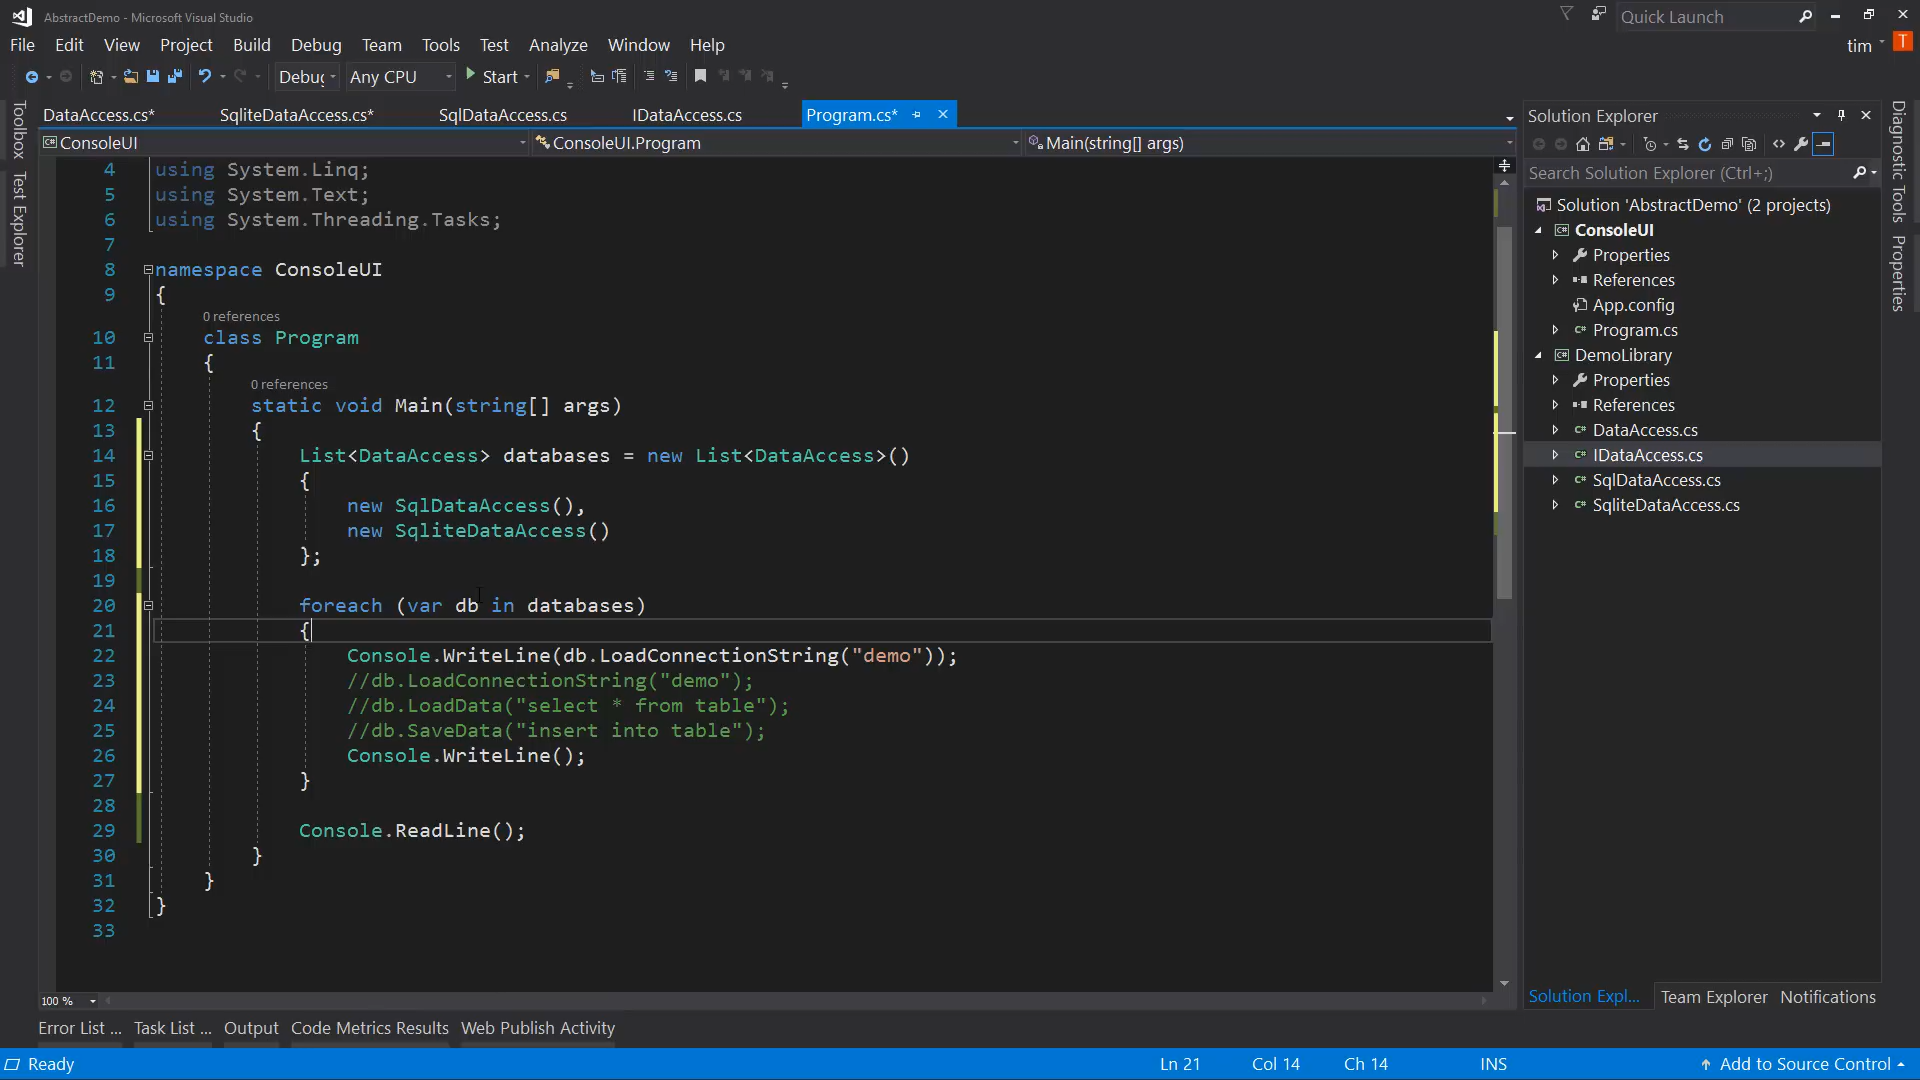 AbstractDemo - Microsoft Visual Studio
Quick Launch
File Edit View Project Build Debug Team Tools Test Analyze Window Help
tim
T
Debug Any CPU Start
Toolbox
Test Explorer
DataAccess.cs* SqliteDataAccess.cs* SqlDataAccess.cs IDataAccess.cs Program.cs*
ConsoleUI ConsoleUI.Program Main(string[] args)
4 using System.Linq;
5 using System.Text;
6 using System.Threading.Tasks;
7
8 namespace ConsoleUI
9 {
0 references
10 class Program
11 {
0 references
12 static void Main(string[] args)
13 {
14 List<DataAccess> databases = new List<DataAccess>()
15 {
16 new SqlDataAccess(),
17 new SqliteDataAccess()
18 };
19
20 foreach (var db in databases)
21 {
22 Console.WriteLine(db.LoadConnectionString("demo"));
23 //db.LoadConnectionString("demo");
24 //db.LoadData("select * from table");
25 //db.SaveData("insert into table");
26 Console.WriteLine();
27 }
28
29 Console.ReadLine();
30 }
31 }
32 }
33
100 %
Solution Explorer
Search Solution Explorer (Ctrl+;)
Solution 'AbstractDemo' (2 projects)
ConsoleUI
Properties
References
App.config
Program.cs
DemoLibrary
Properties
References
DataAccess.cs
IDataAccess.cs
SqlDataAccess.cs
SqliteDataAccess.cs
Solution Expl... Team Explorer Notifications
Diagnostic Tools
Properties
Error List ... Task List ... Output Code Metrics Results Web Publish Activity
Ready Ln 21 Col 14 Ch 14 INS Add to Source Control